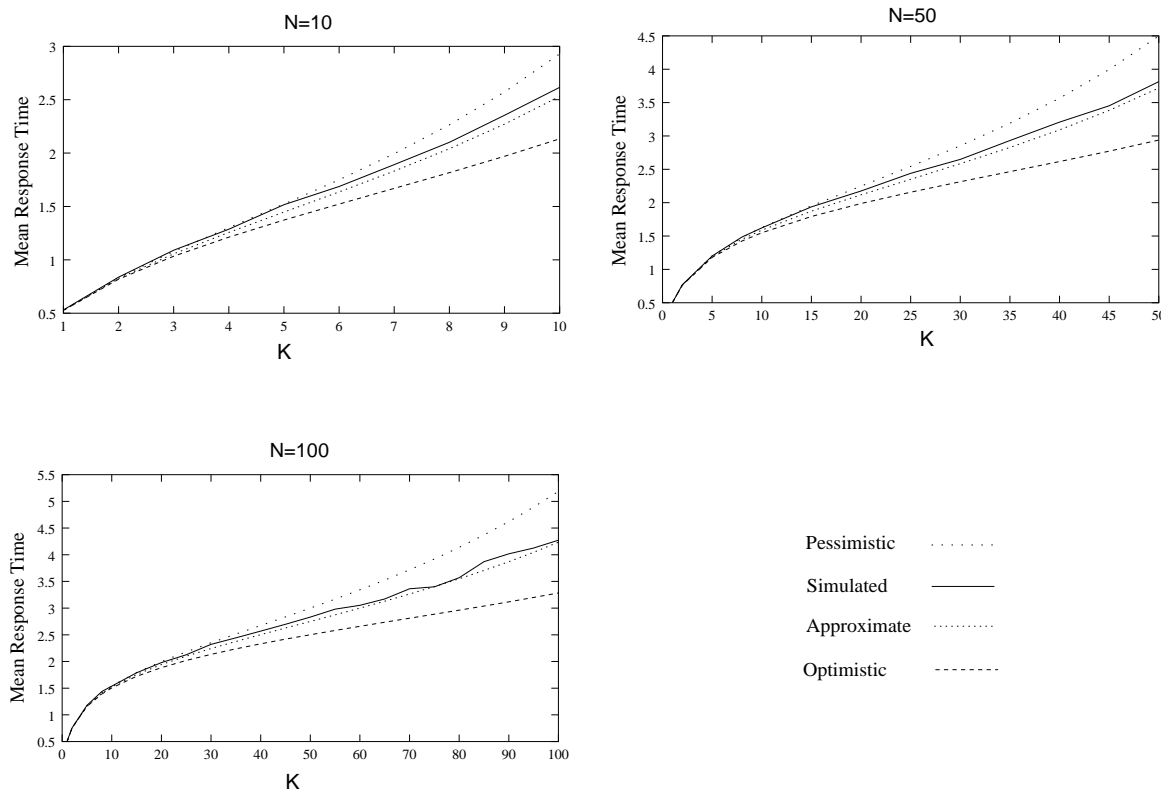 N=10
3
2.5
2
1.5
1
0.5
Mean Response Time
1 2 3 4 5 6 7 8 9 10
K
N=50
4.5
4
3.5
3
2.5
2
1.5
1
0.5
Mean Response Time
0 5 10 15 20 25 30 35 40 45 50
K
N=100
5.5
5
4.5
4
3.5
3
2.5
2
1.5
1
0.5
Mean Response Time
0 10 20 30 40 50 60 70 80 90 100
K
Pessimistic
Simulated
Approximate
Optimistic